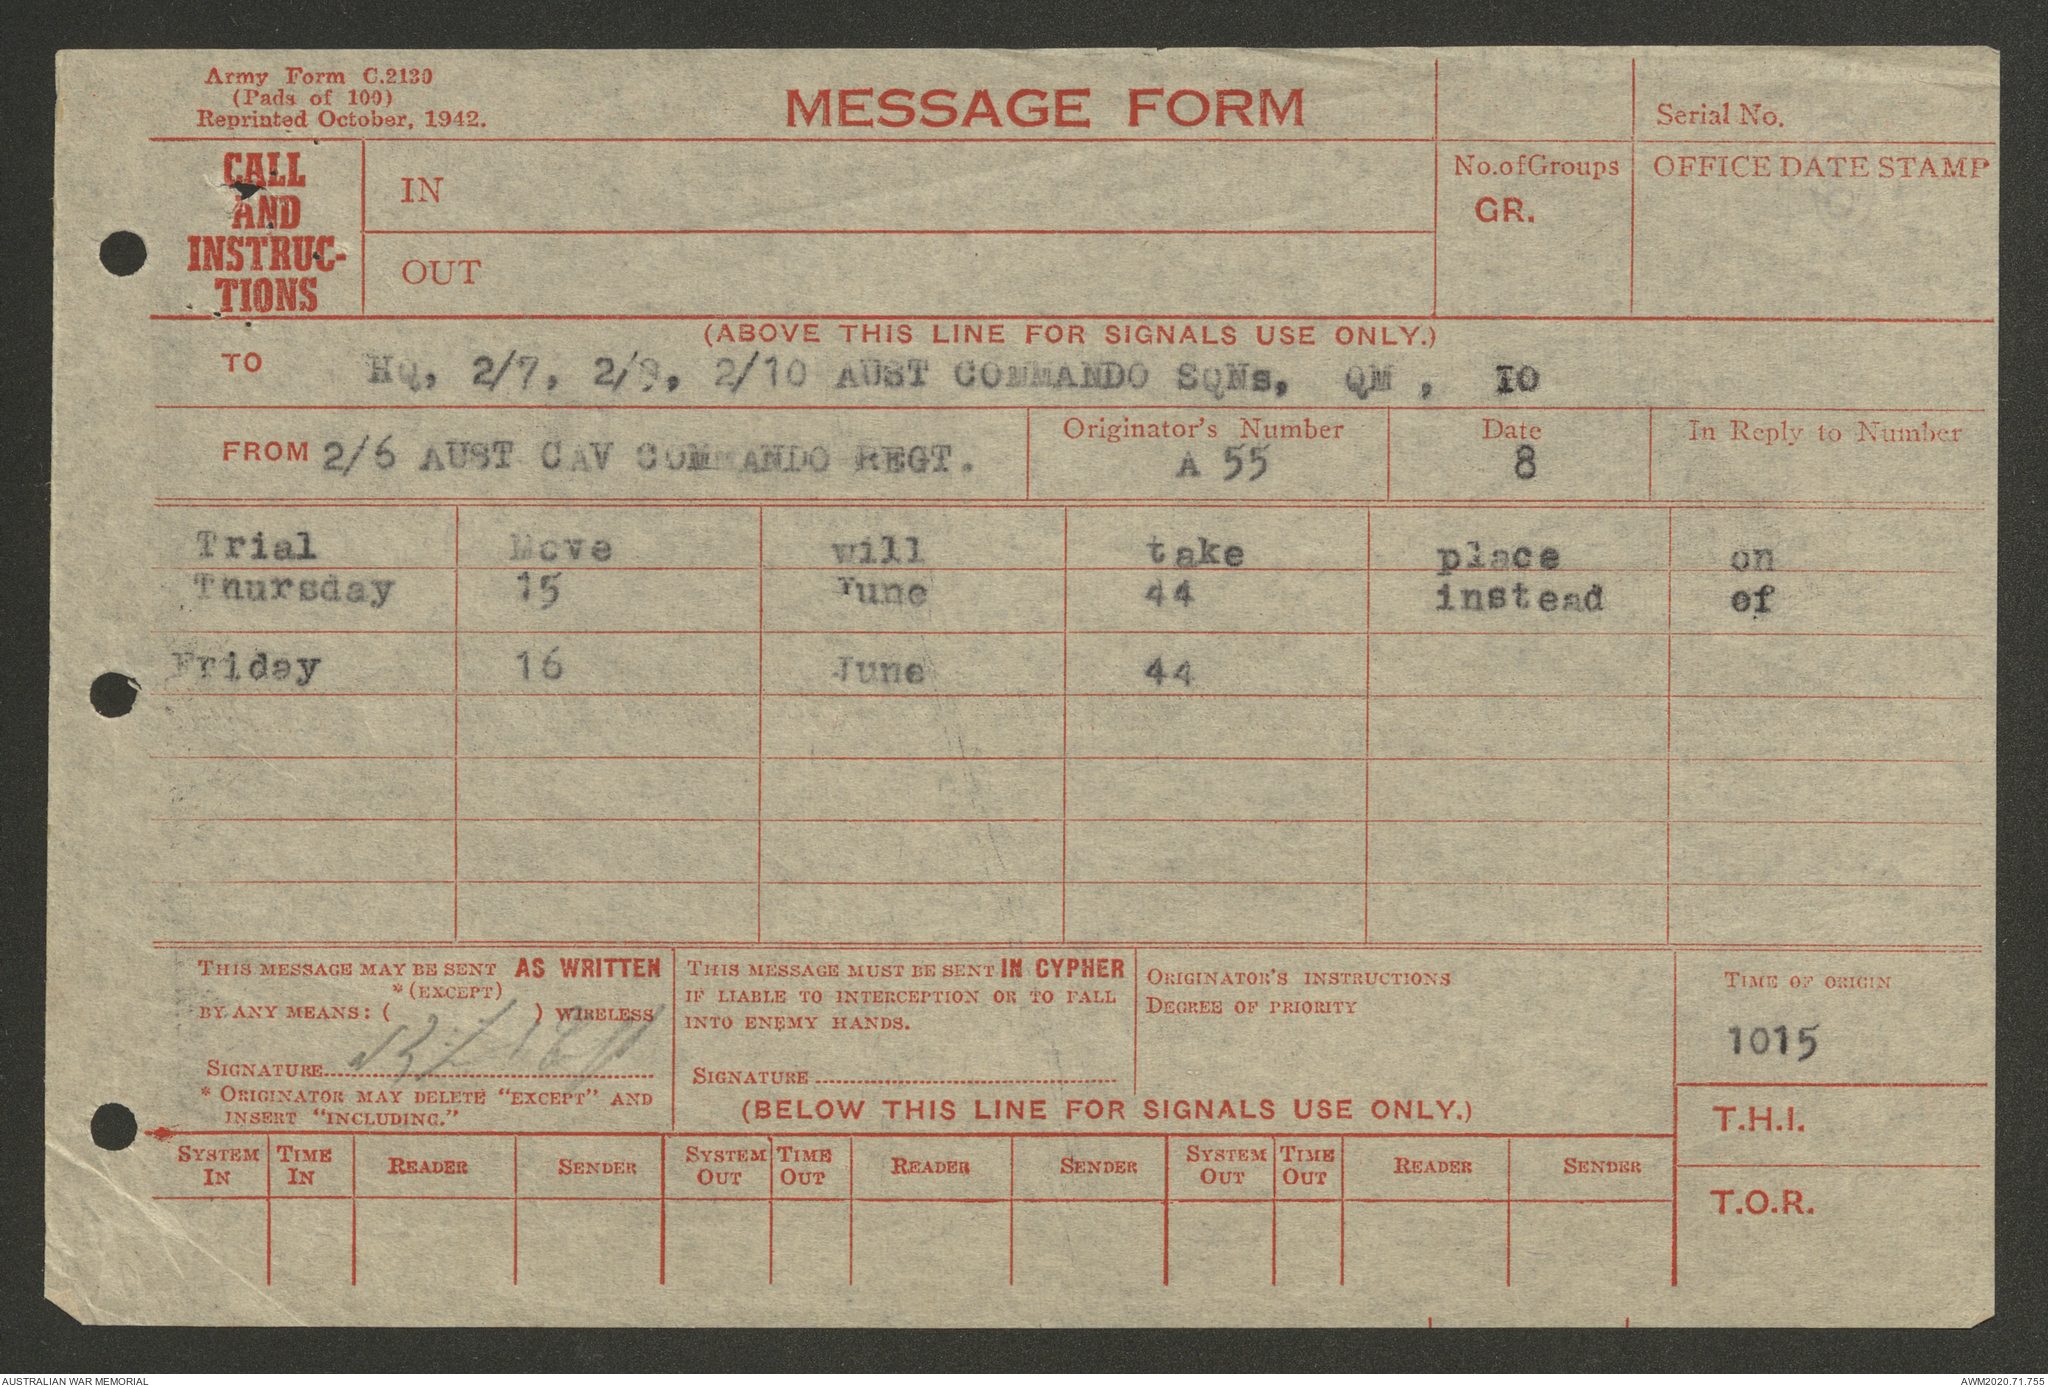 Army Form C.2130
(Pads of 100)
Reprinted October, 1942.
MESSAGE FORM
Serial No.
CALL
AND
INSTRUC-
TIONS
IN
OUT
No. of Groups
GR.
OFFICE DATE STAMP
(ABOVE THIS LINE FOR SIGNALS USE ONLY.)
TO HQ, 2/7, 2/9, 2/10 AUST COMMANDO SQNs, QM , IO
FROM 2/6 AUST CAV COMMANDO REGT.
Originator's Number
A 55
Date
8
In Reply to Number
Trial Move will take place on
Thursday 15 June 44 instead of
Friday 16 June 44
THIS MESSAGE MAY BE SENT AS WRITTEN
*(EXCEPT)
BY ANY MEANS: ( ) WIRELESS
SIGNATURE
* ORIGINATOR MAY DELETE "EXCEPT" AND
INSERT "INCLUDING."
THIS MESSAGE MUST BE SENT IN CYPHER
IF LIABLE TO INTERCEPTION OR TO FALL
INTO ENEMY HANDS.
SIGNATURE
ORIGINATOR'S INSTRUCTIONS
DEGREE OF PRIORITY
TIME OF ORIGIN
1015
(BELOW THIS LINE FOR SIGNALS USE ONLY.)
T.H.I.
T.O.R.
SYSTEM IN TIME IN READER SENDER SYSTEM OUT TIME OUT READER SENDER SYSTEM OUT TIME OUT READER SENDER
AUSTRALIAN WAR MEMORIAL
AWM2020.71.755